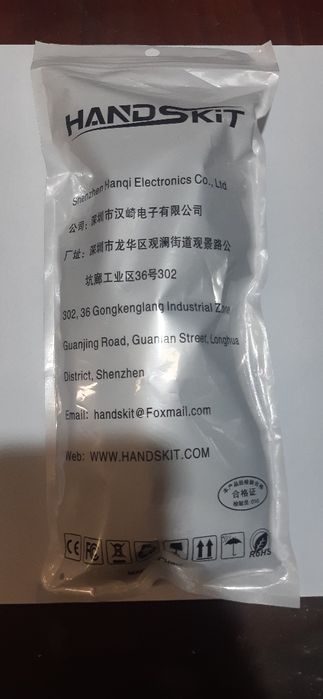 HANDSKIT
Shenzhen Hanqi Electronics Co., Ltd
公司: 深圳市汉崎电子有限公司
厂址: 深圳市龙华区观澜街道观景路公
坑廊工业区36号302
302, 36 Gongkenglang Industrial Zone
Guanjing Road, Guanlan Street, Longhua
District, Shenzhen
Email: handskit@Foxmail.com
Web: WWW.HANDSKIT.COM
合格证
CE
RoHS